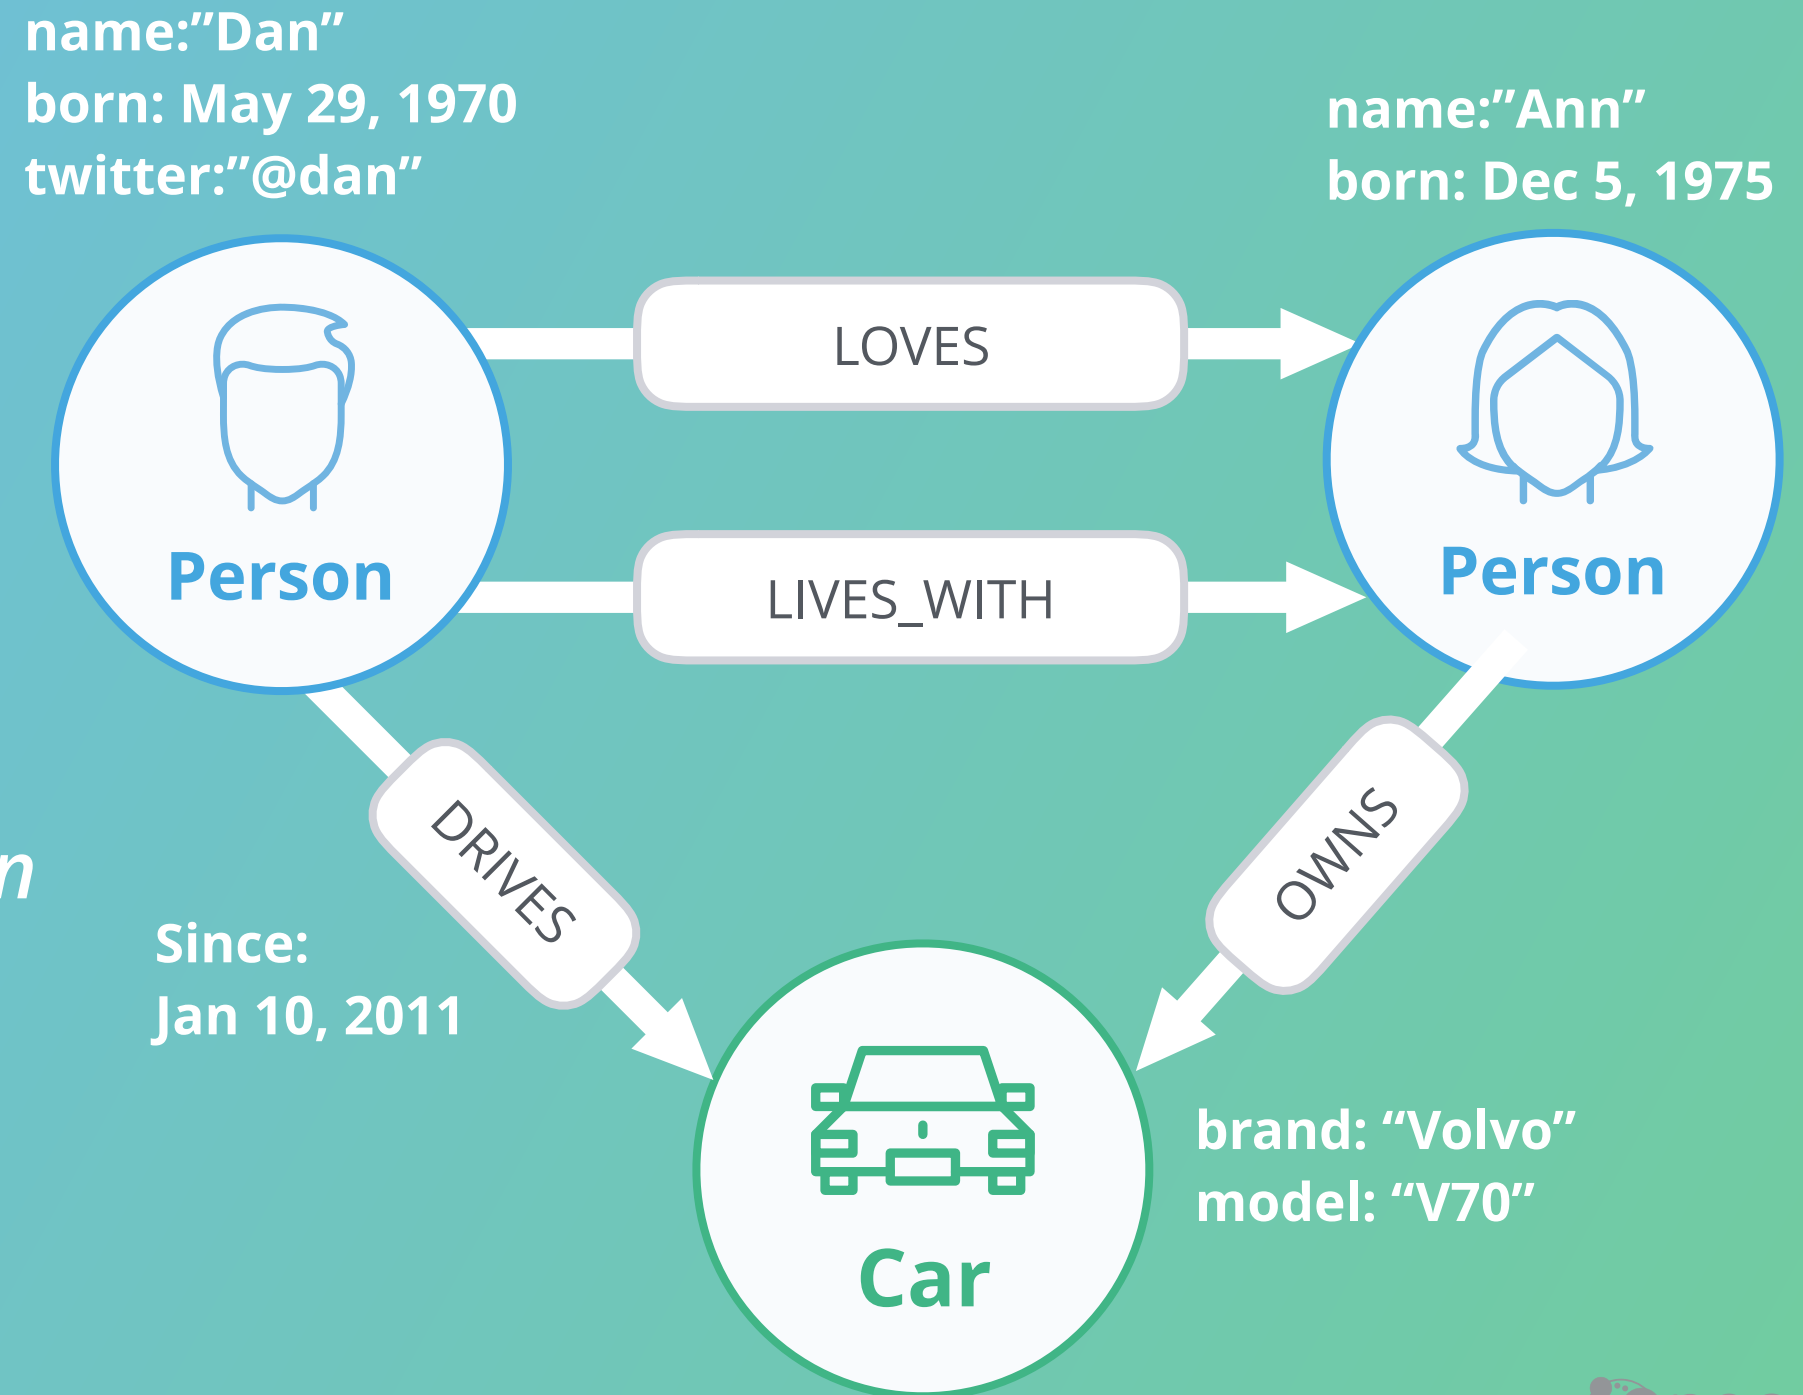 name:”Dan”
born: May 29, 1970
twitter:”@dan”
name:”Ann”
born: Dec 5, 1975
LOVES
Person
Person
LIVES_WITH
DRIVES
OWNS
n
Since:
Jan 10, 2011
brand: “Volvo”
model: “V70”
Car